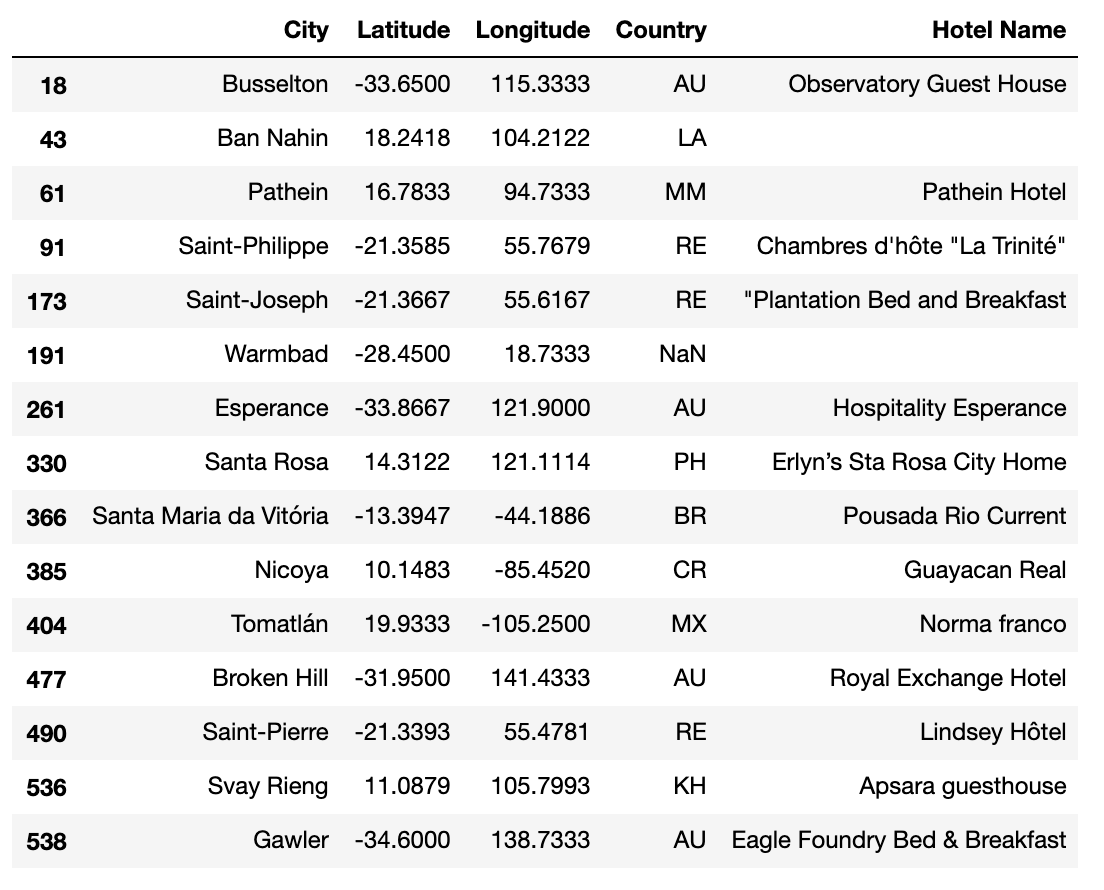 City Latitude Longitude Country Hotel Name
18 Busselton -33.6500 115.3333 AU Observatory Guest House
43 Ban Nahin 18.2418 104.2122 LA
61 Pathein 16.7833 94.7333 MM Pathein Hotel
91 Saint-Philippe -21.3585 55.7679 RE Chambres d'hôte "La Trinité"
173 Saint-Joseph -21.3667 55.6167 RE "Plantation Bed and Breakfast
191 Warmbad -28.4500 18.7333 NaN
261 Esperance -33.8667 121.9000 AU Hospitality Esperance
330 Santa Rosa 14.3122 121.1114 PH Erlyn’s Sta Rosa City Home
366 Santa Maria da Vitória -13.3947 -44.1886 BR Pousada Rio Current
385 Nicoya 10.1483 -85.4520 CR Guayacan Real
404 Tomatlán 19.9333 -105.2500 MX Norma franco
477 Broken Hill -31.9500 141.4333 AU Royal Exchange Hotel
490 Saint-Pierre -21.3393 55.4781 RE Lindsey Hôtel
536 Svay Rieng 11.0879 105.7993 KH Apsara guesthouse
538 Gawler -34.6000 138.7333 AU Eagle Foundry Bed & Breakfast